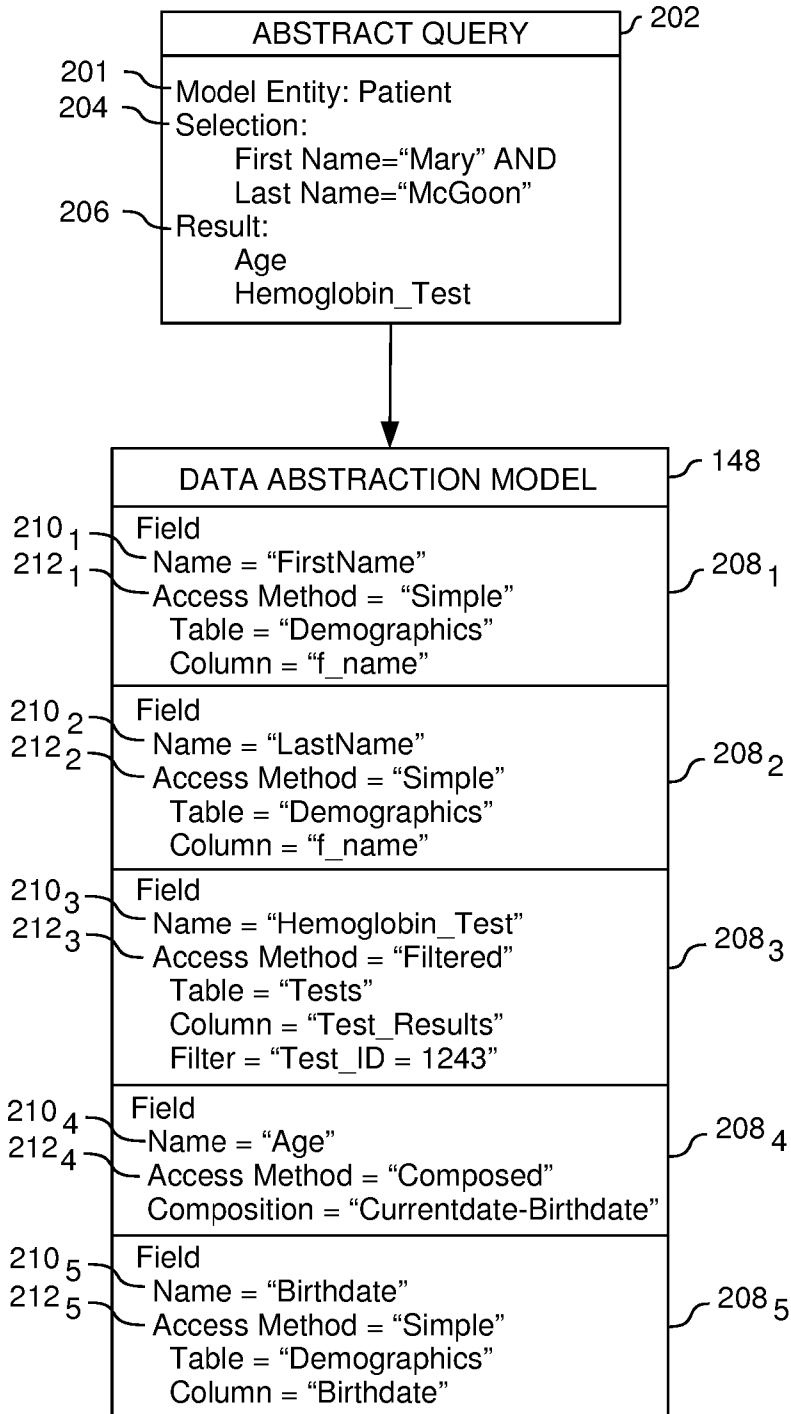 ABSTRACT QUERY
202
201
Model Entity: Patient
204
Selection:
First Name=“Mary” AND
Last Name=“McGoon”
206
Result:
Age
Hemoglobin_Test
DATA ABSTRACTION MODEL
148
Field
210 1
Name = “FirstName”
212 1
Access Method = “Simple”
208 1
Table = “Demographics”
Column = “f_name”
Field
210 2
Name = “LastName”
212 2
Access Method = “Simple”
208 2
Table = “Demographics”
Column = “f_name”
Field
210 3
Name = “Hemoglobin_Test”
212 3
Access Method = “Filtered”
208 3
Table = “Tests”
Column = “Test_Results”
Filter = “Test_ID = 1243”
Field
210 4
Name = “Age”
212 4
Access Method = “Composed”
208 4
Composition = “Currentdate-Birthdate”
Field
210 5
Name = “Birthdate”
212 5
Access Method = “Simple”
208 5
Table = “Demographics”
Column = “Birthdate”